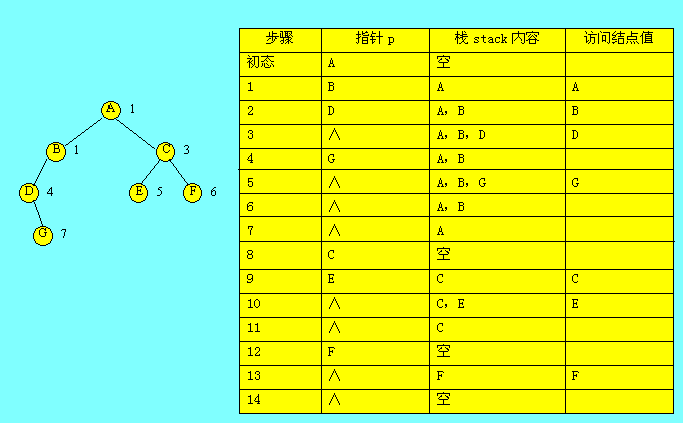 A 1
B 1
C 3
D 4
E 5
F 6
G 7
步骤 指针 p 栈 stack 内容 访问结点值
初态 A 空
1 B A A
2 D A，B B
3 ∧ A，B，D D
4 G A，B
5 ∧ A，B，G G
6 ∧ A，B
7 ∧ A
8 C 空
9 E C C
10 ∧ C，E E
11 ∧ C
12 F 空
13 ∧ F F
14 ∧ 空